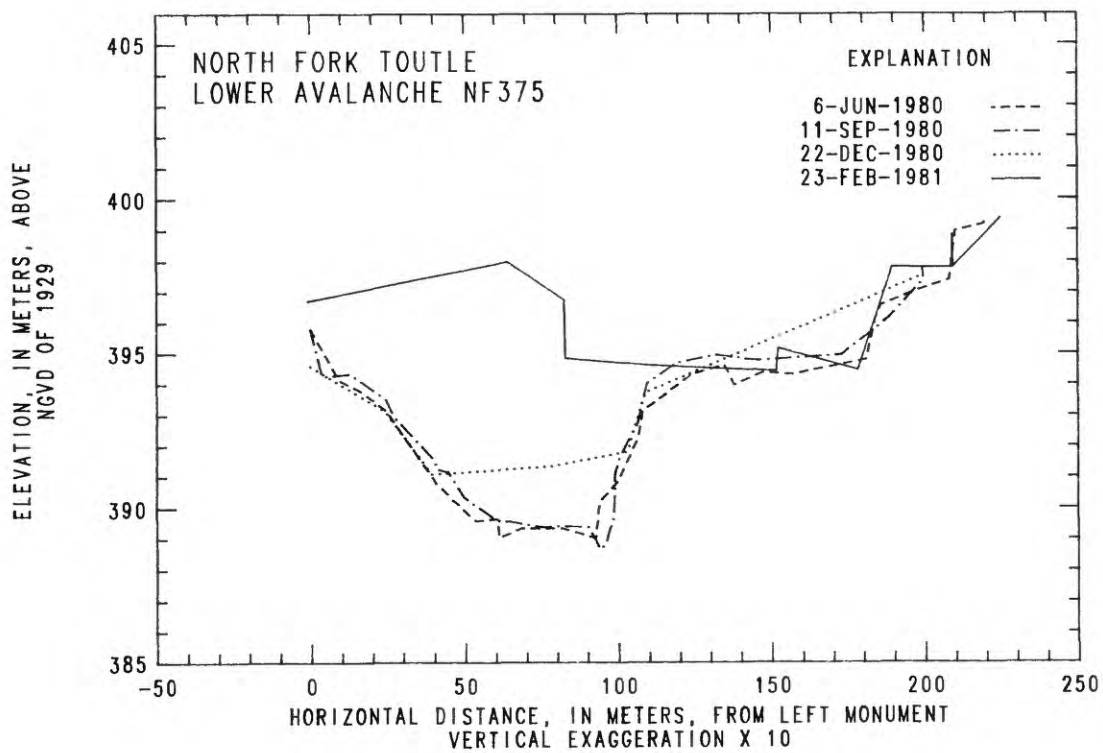 NORTH FORK TOUTLE
LOWER AVALANCHE NF375
EXPLANATION
6-JUN-1980
11-SEP-1980
22-DEC-1980
23-FEB-1981
ELEVATION, IN METERS, ABOVE
NGVD OF 1929
405
400
395
390
385
-50
0
50
100
150
200
250
HORIZONTAL DISTANCE, IN METERS, FROM LEFT MONUMENT
VERTICAL EXAGGERATION X 10